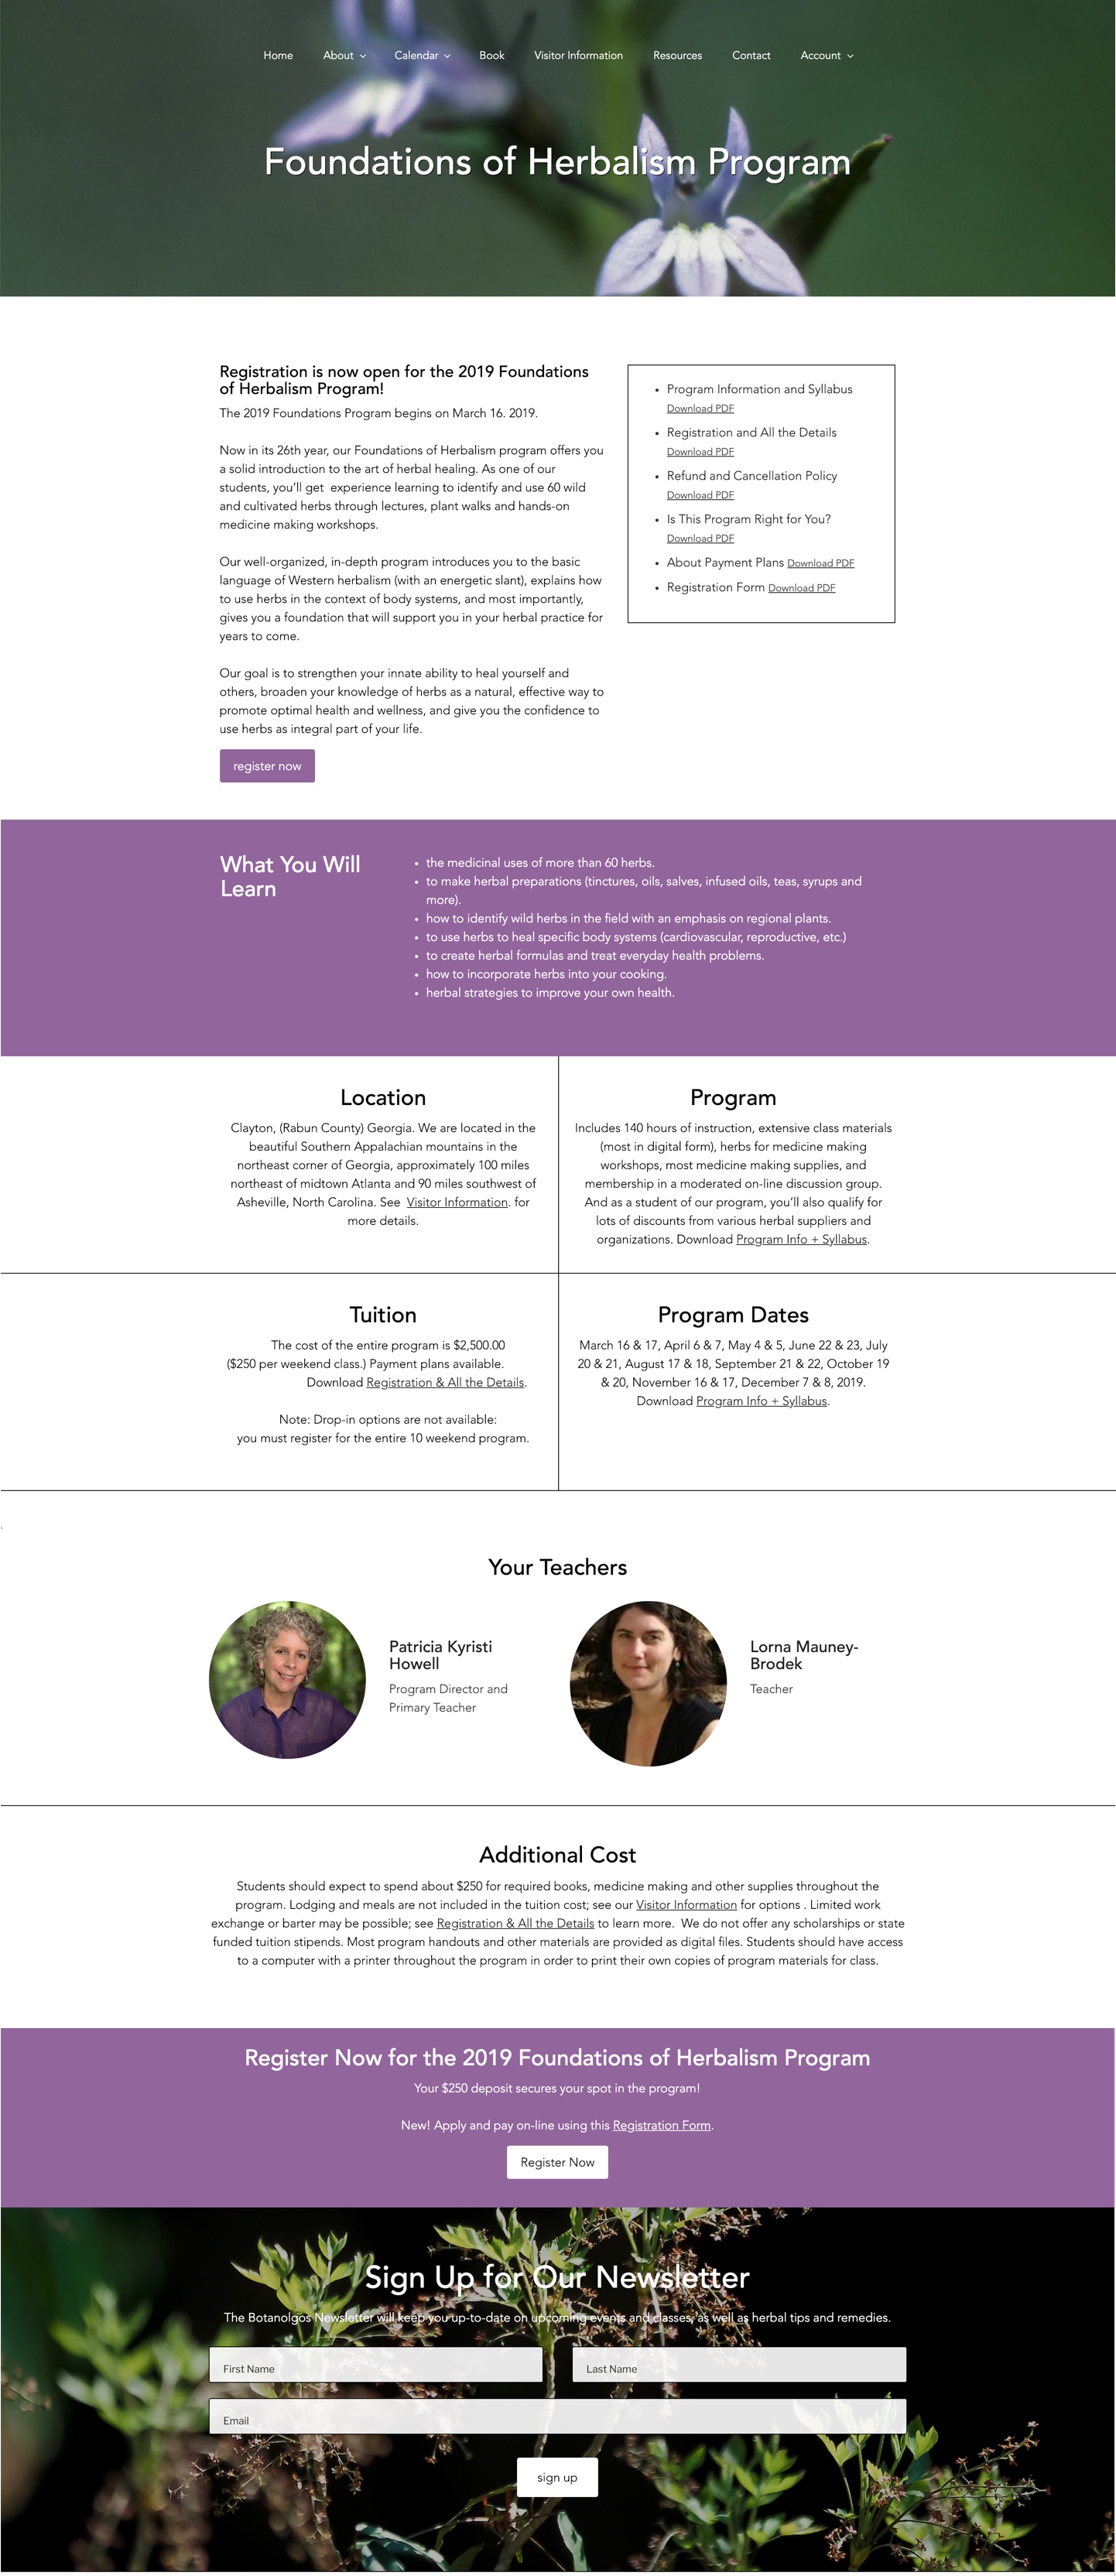 Home About Calendar Book Visitor Information Resources Contact Account
Foundations of Herbalism Program
Registration is now open for the 2019 Foundations
of Herbalism Program!
The 2019 Foundations Program begins on March 16. 2019.
Now in its 26th year, our Foundations of Herbalism program offers you
a solid introduction to the art of herbal healing. As one of our
students, you'll get  experience learning to identify and use 60 wild
and cultivated herbs through lectures, plant walks and hands-on
medicine making workshops.
Our well-organized, in-depth program introduces you to the basic
language of Western herbalism (with an energetic slant), explains how
to use herbs in the context of body systems, and most importantly,
gives you a foundation that will support you in your herbal practice for
years to come.
Our goal is to strengthen your innate ability to heal yourself and
others, broaden your knowledge of herbs as a natural, effective way to
promote optimal health and wellness, and give you the confidence to
use herbs as integral part of your life.
register now
• Program Information and Syllabus
Download PDF
• Registration and All the Details
Download PDF
• Refund and Cancellation Policy
Download PDF
• Is This Program Right for You?
Download PDF
• About Payment Plans Download PDF
• Registration Form Download PDF
What You Will
Learn
• the medicinal uses of more than 60 herbs.
• to make herbal preparations (tinctures, oils, salves, infused oils, teas, syrups and
more).
• how to identify wild herbs in the field with an emphasis on regional plants.
• to use herbs to heal specific body systems (cardiovascular, reproductive, etc.)
• to create herbal formulas and treat everyday health problems.
• how to incorporate herbs into your cooking.
• herbal strategies to improve your own health.
Location
Clayton, (Rabun County) Georgia. We are located in the
beautiful Southern Appalachian mountains in the
northeast corner of Georgia, approximately 100 miles
northeast of midtown Atlanta and 90 miles southwest of
Asheville, North Carolina. See  Visitor Information. for
more details.
Program
Includes 140 hours of instruction, extensive class materials
(most in digital form), herbs for medicine making
workshops, most medicine making supplies, and
membership in a moderated on-line discussion group.
And as a student of our program, you'll also qualify for
lots of discounts from various herbal suppliers and
organizations. Download Program Info + Syllabus.
Tuition
The cost of the entire program is $2,500.00
($250 per weekend class.) Payment plans available.
Download Registration & All the Details.
Note: Drop-in options are not available:
you must register for the entire 10 weekend program.
Program Dates
March 16 & 17, April 6 & 7, May 4 & 5, June 22 & 23, July
20 & 21, August 17 & 18, September 21 & 22, October 19
& 20, November 16 & 17, December 7 & 8, 2019.
Download Program Info + Syllabus.
Your Teachers
Patricia Kyristi
Howell
Program Director and
Primary Teacher
Lorna Mauney-
Brodek
Teacher
Additional Cost
Students should expect to spend about $250 for required books, medicine making and other supplies throughout the
program. Lodging and meals are not included in the tuition cost; see our Visitor Information for options . Limited work
exchange or barter may be possible; see Registration & All the Details to learn more.  We do not offer any scholarships or state
funded tuition stipends. Most program handouts and other materials are provided as digital files. Students should have access
to a computer with a printer throughout the program in order to print their own copies of program materials for class.
Register Now for the 2019 Foundations of Herbalism Program
Your $250 deposit secures your spot in the program!
New! Apply and pay on-line using this Registration Form.
Register Now
Sign Up for Our Newsletter
The Botanolgos Newsletter will keep you up-to-date on upcoming events and classes, as well as herbal tips and remedies.
First Name
Last Name
Email
sign up